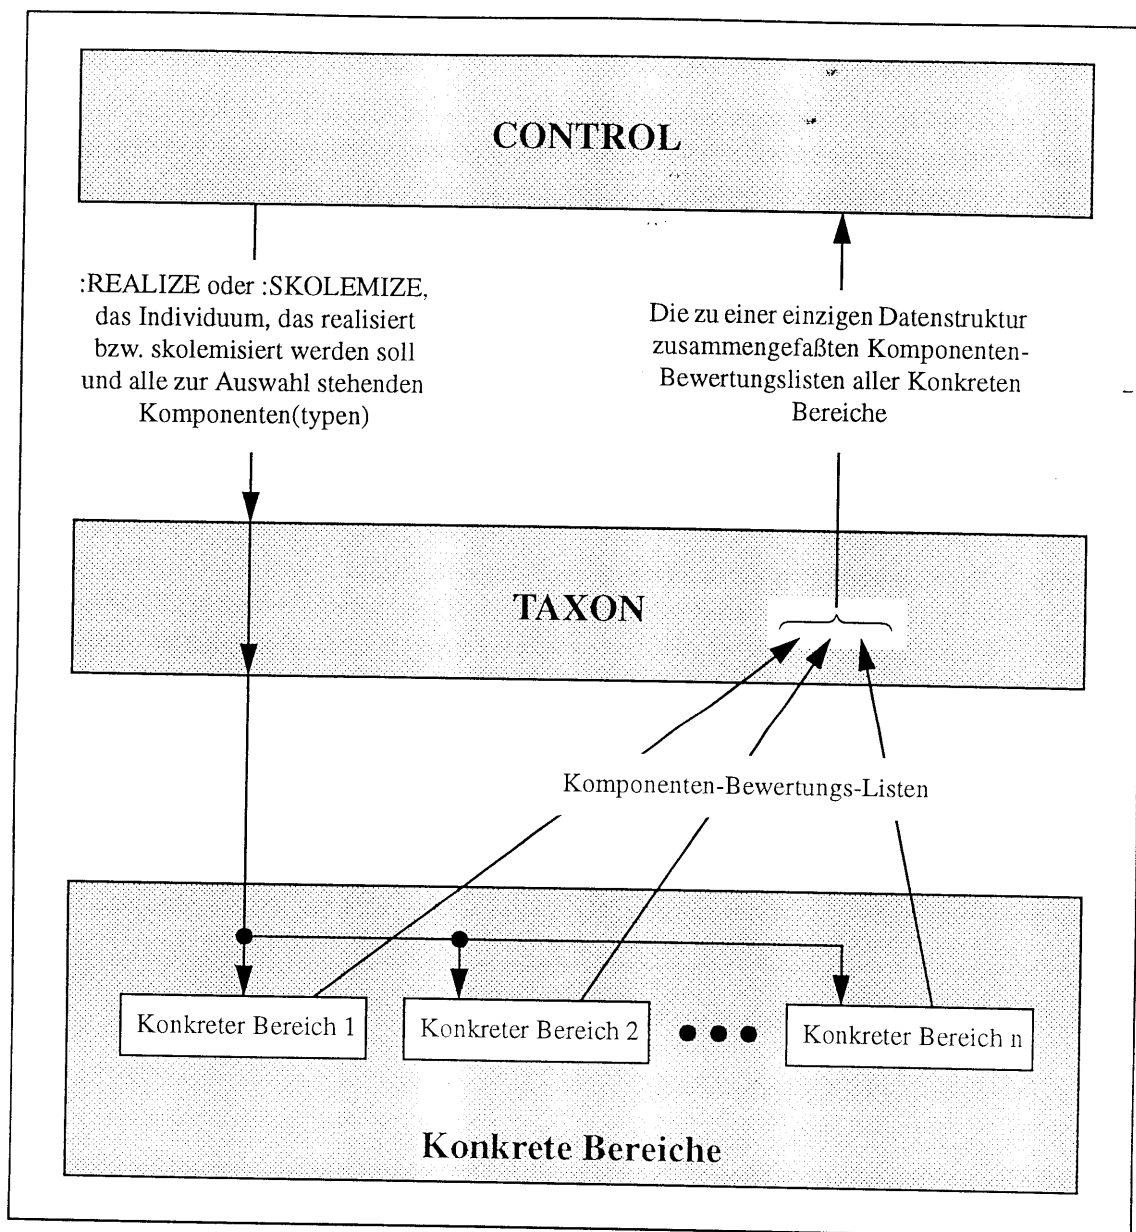 CONTROL
:REALIZE oder :SKOLEMIZE,
das Individuum, das realisiert
bzw. skolemisiert werden soll
und alle zur Auswahl stehenden
Komponenten(typen)
Die zu einer einzigen Datenstruktur
zusammengefaßten Komponenten-
Bewertungslisten aller Konkreten
Bereiche
TAXON
Komponenten-Bewertungs-Listen
Konkreter Bereich 1
Konkreter Bereich 2
Konkreter Bereich n
Konkrete Bereiche